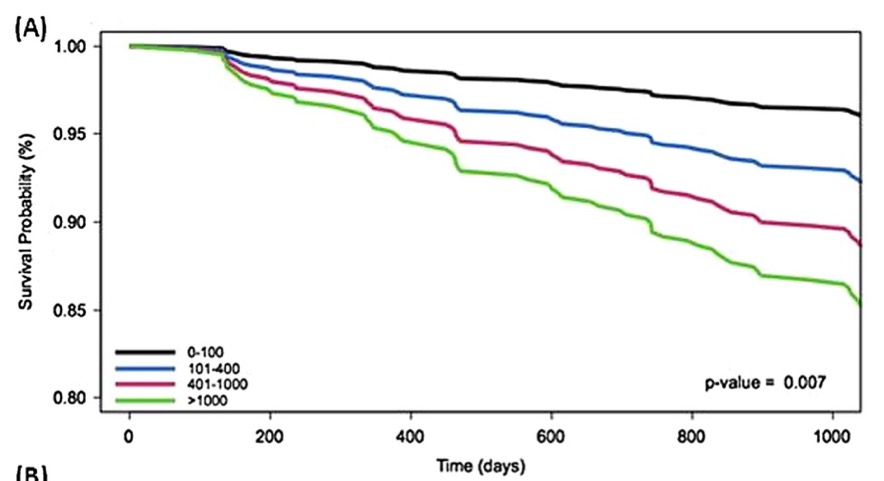 (A)
1.00
0.95
0.90
0.85
0.80
Survival Probability (%)
0-100
101-400
401-1000
>1000
p-value = 0.007
0 200 400 600 800 1000
Time (days)
(B)